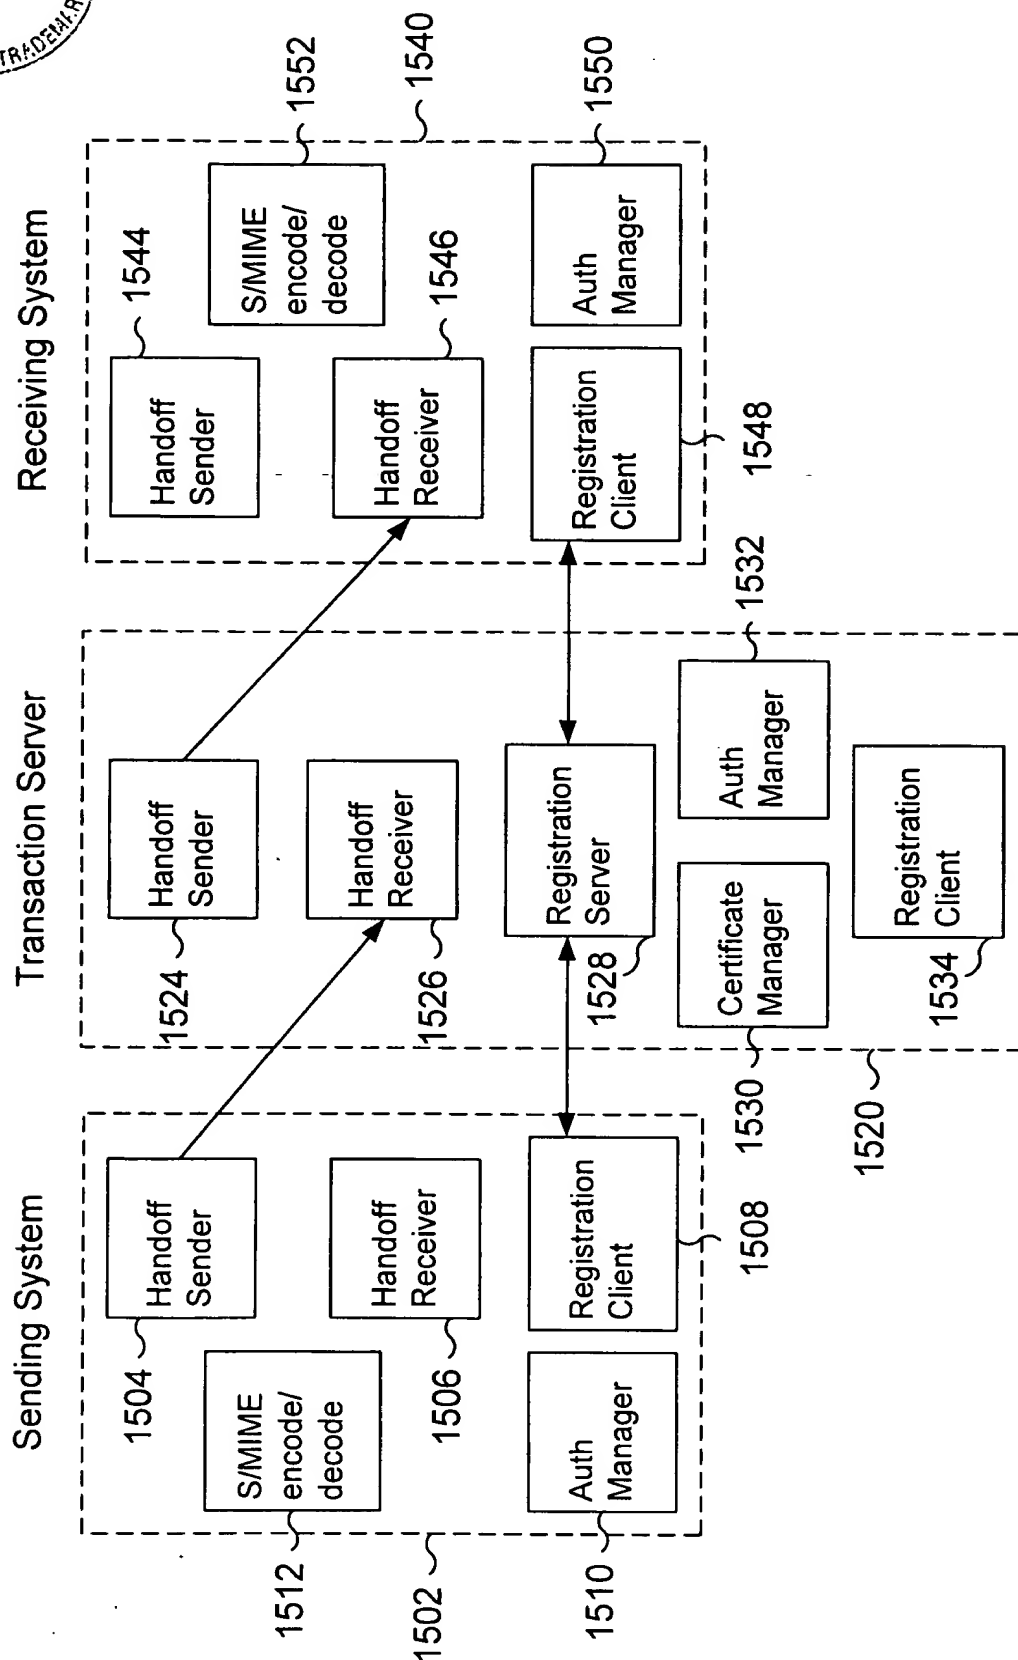 TRADEMAR
Sending System
1504
Handoff
Sender
1512
S/MIME
encode/
decode
1506
Handoff
Receiver
1502
1510
Auth
Manager
Registration
Client
1508
Transaction Server
1524
Handoff
Sender
1526
Handoff
Receiver
1528
Registration
Server
1530
Certificate
Manager
Auth
Manager
1532
1534
Registration
Client
1520
Receiving System
Handoff
Sender
1544
S/MIME
encode/
decode
1552
Handoff
Receiver
1546
1540
Registration
Client
1548
Auth
Manager
1550